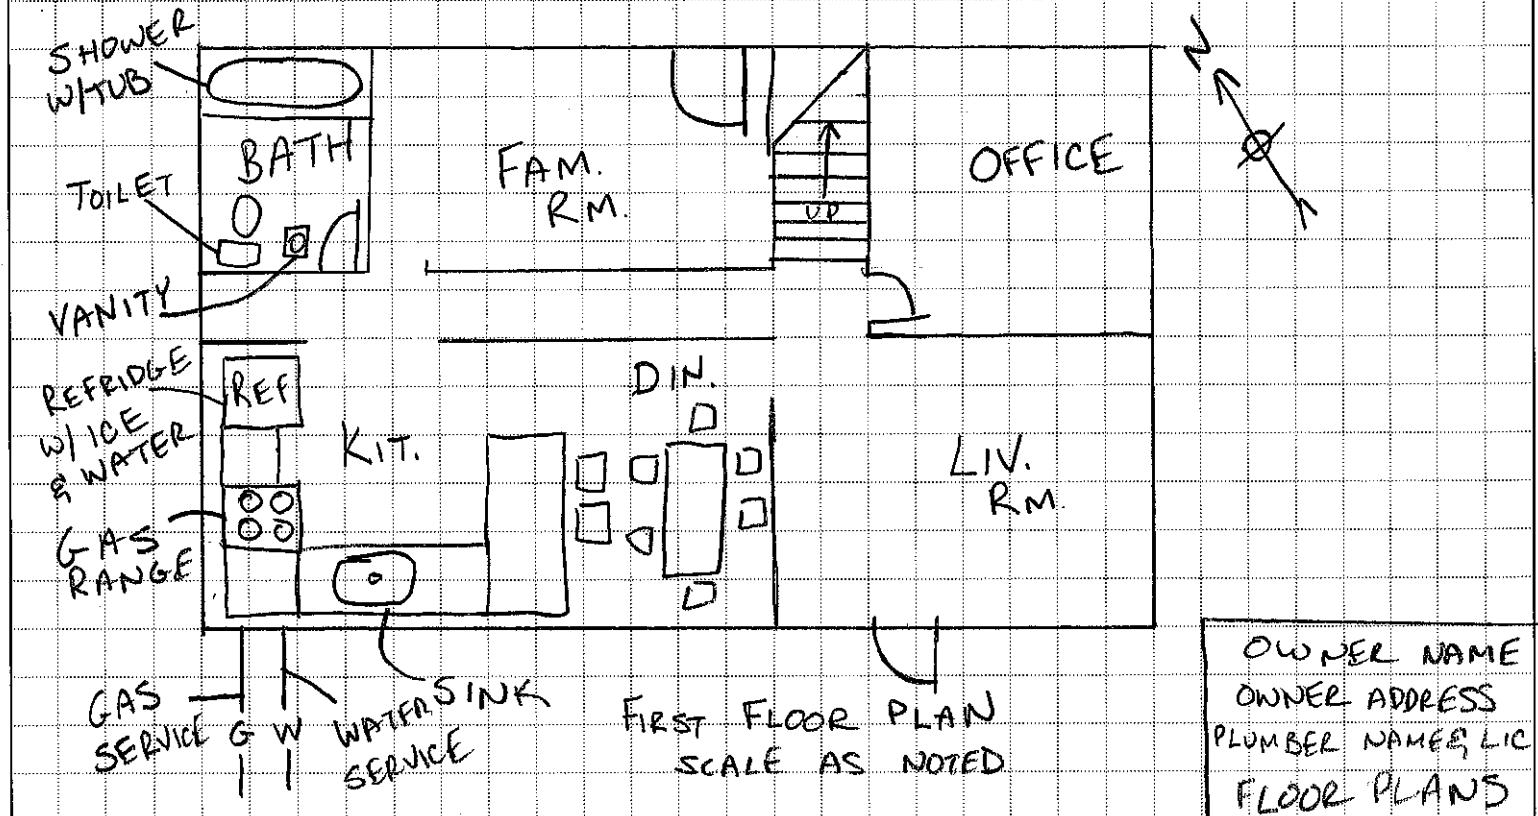 SHOWER
W/TUB
N
BATH
FAM.
RM.
OFFICE
TOILET
UP
VANITY
REFRIDGE
W/ ICE
& WATER
REF
KIT.
DIN.
LIV.
RM.
GAS
RANGE
GAS
SERVICE
G
W
WATER
SERVICE
SINK
FIRST FLOOR PLAN
SCALE AS NOTED
OWNER NAME
OWNER ADDRESS
PLUMBER NAME & LIC
FLOOR PLANS